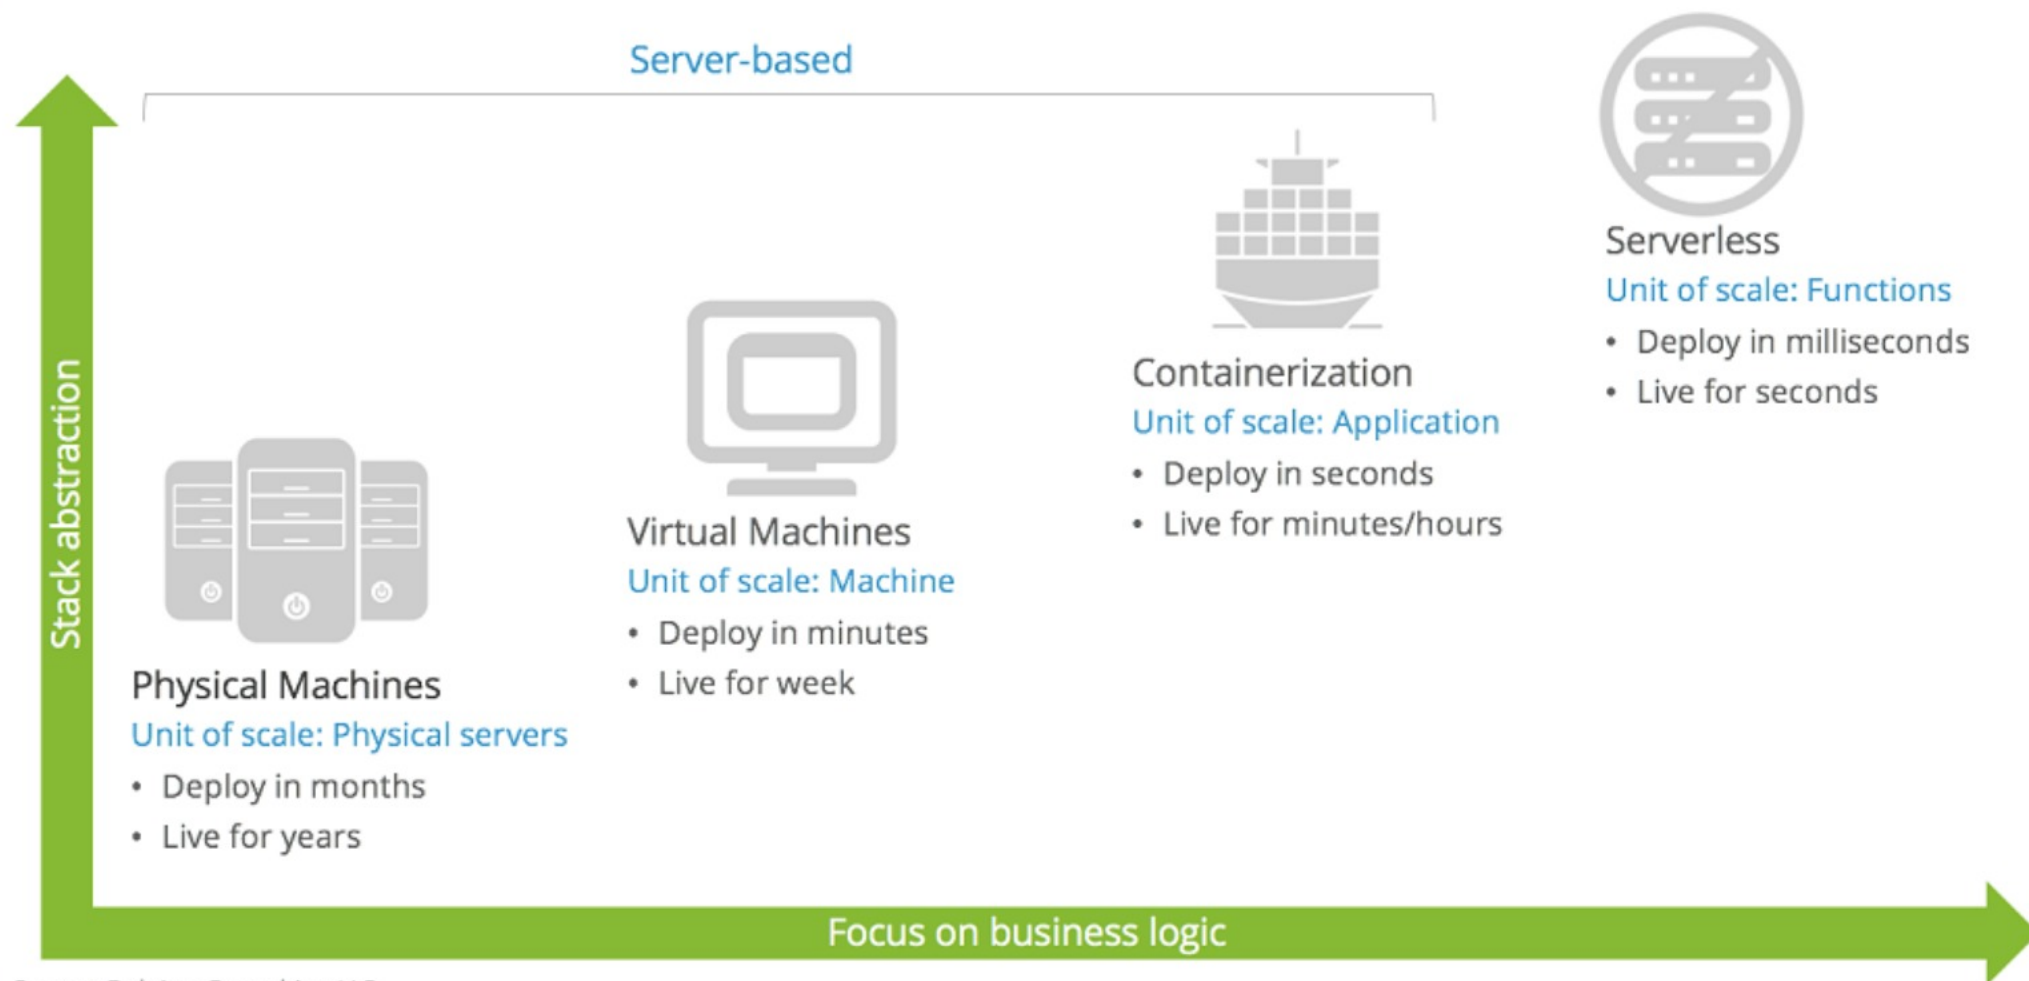 Server-based
Stack abstraction
Physical Machines
Unit of scale: Physical servers
• Deploy in months
• Live for years
Virtual Machines
Unit of scale: Machine
• Deploy in minutes
• Live for week
Containerization
Unit of scale: Application
• Deploy in seconds
• Live for minutes/hours
Serverless
Unit of scale: Functions
• Deploy in milliseconds
• Live for seconds
Focus on business logic